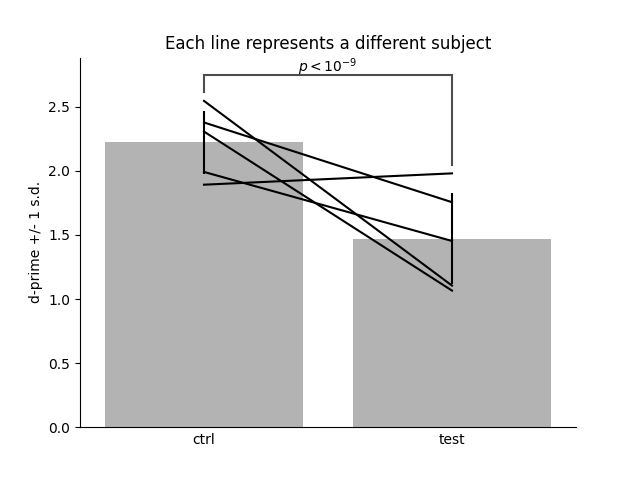 Each line represents a different subject
p < 10⁻⁹
d-prime +/- 1 s.d.
2.5
2.0
1.5
1.0
0.5
0.0
ctrl
test